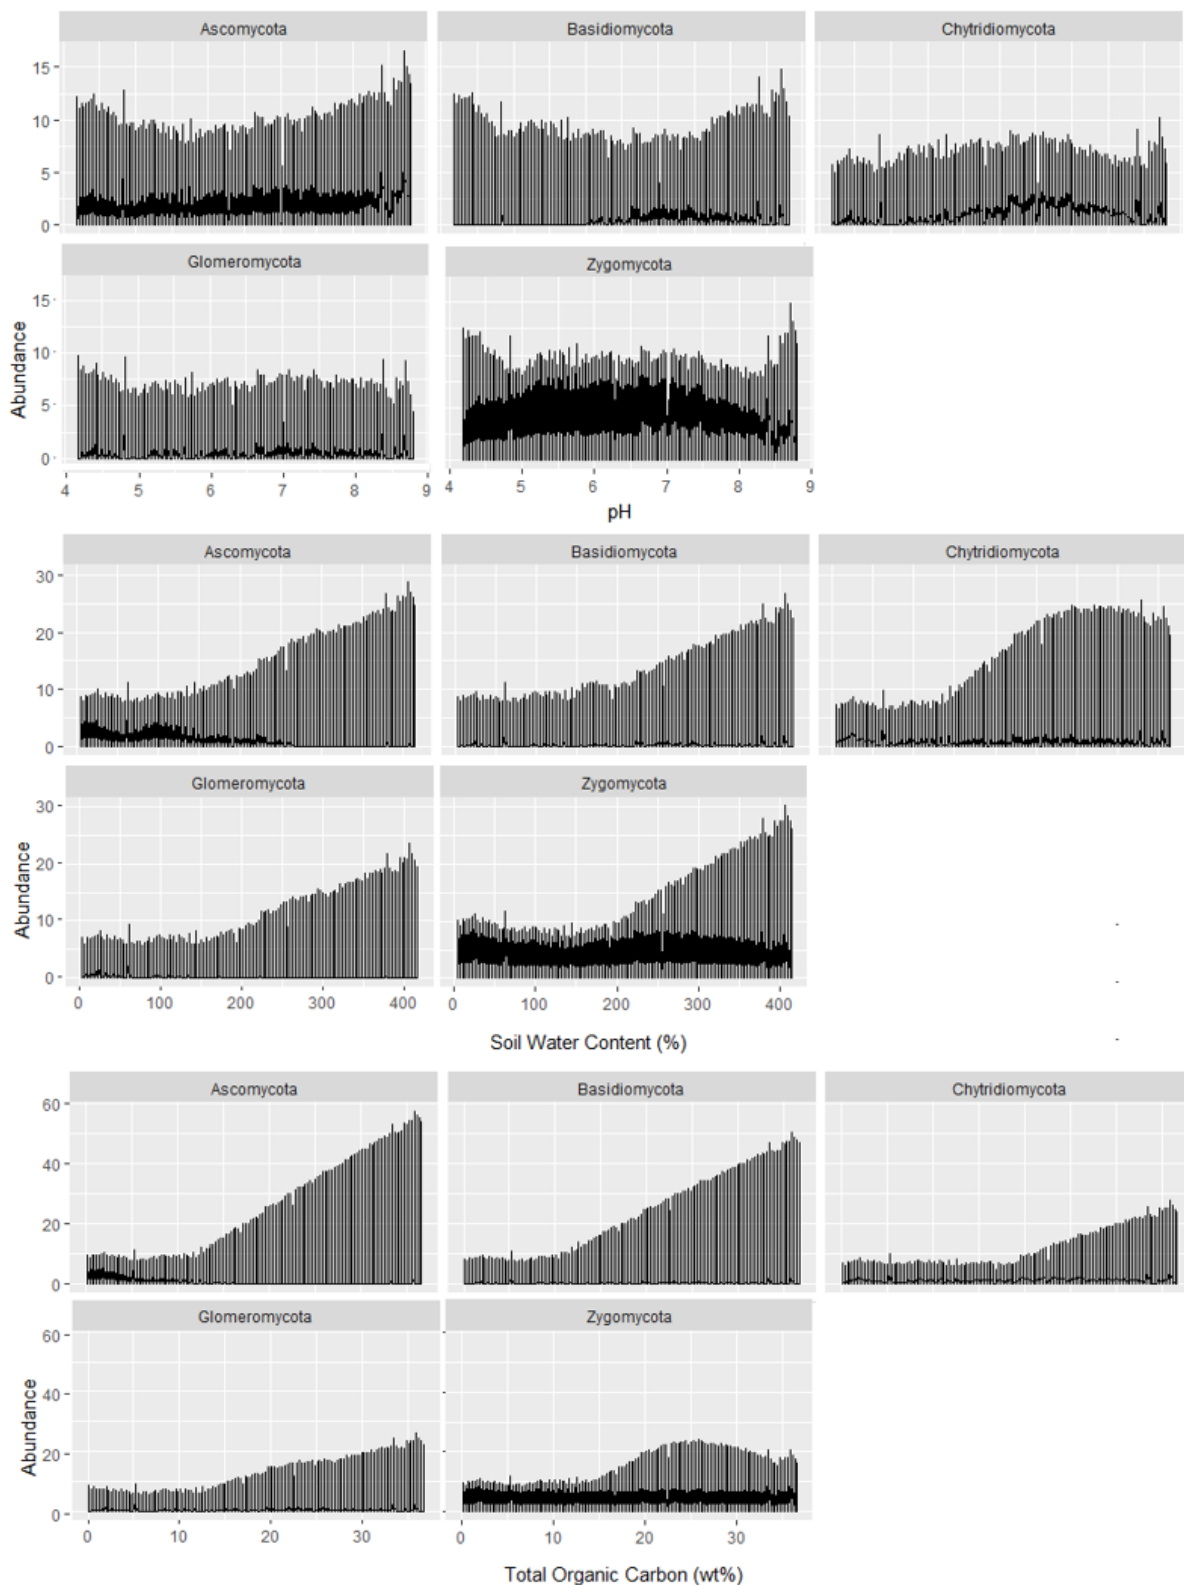 Ascomycota Basidiomycota Chytridiomycota
15
10
5
0
Glomeromycota Zygomycota
15
10
5
0
Abundance
4 5 6 7 8 9 4 5 6 7 8 9
pH
Ascomycota Basidiomycota Chytridiomycota
30
20
10
0
Glomeromycota Zygomycota
30
20
10
0
Abundance
0 100 200 300 400 0 100 200 300 400
Soil Water Content (%)
Ascomycota Basidiomycota Chytridiomycota
60
40
20
0
Glomeromycota Zygomycota
60
40
20
0
Abundance
0 10 20 30 0 10 20 30
Total Organic Carbon (wt%)